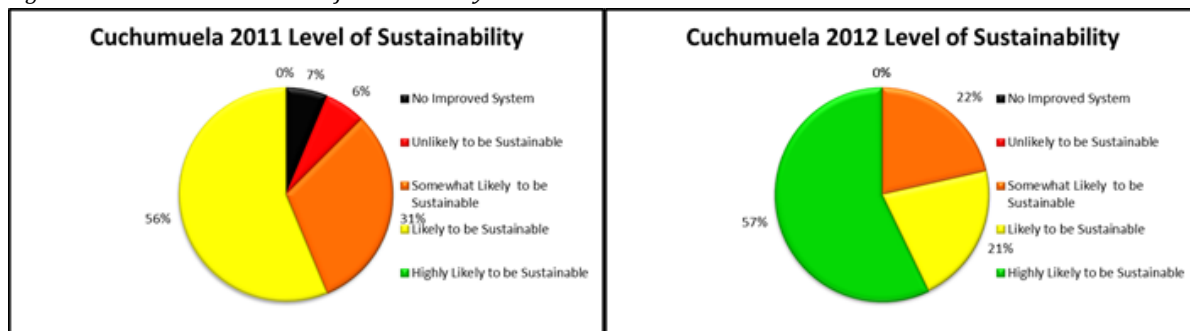 Cuchumuela 2011 Level of Sustainability
0%
7%
6%
31%
56%
No Improved System
Unlikely to be Sustainable
Somewhat Likely to be
Sustainable
Likely to be Sustainable
Highly Likely to be Sustainable
Cuchumuela 2012 Level of Sustainability
0%
22%
21%
57%
No Improved System
Unlikely to be Sustainable
Somewhat Likely to be
Sustainable
Likely to be Sustainable
Highly Likely to be Sustainable